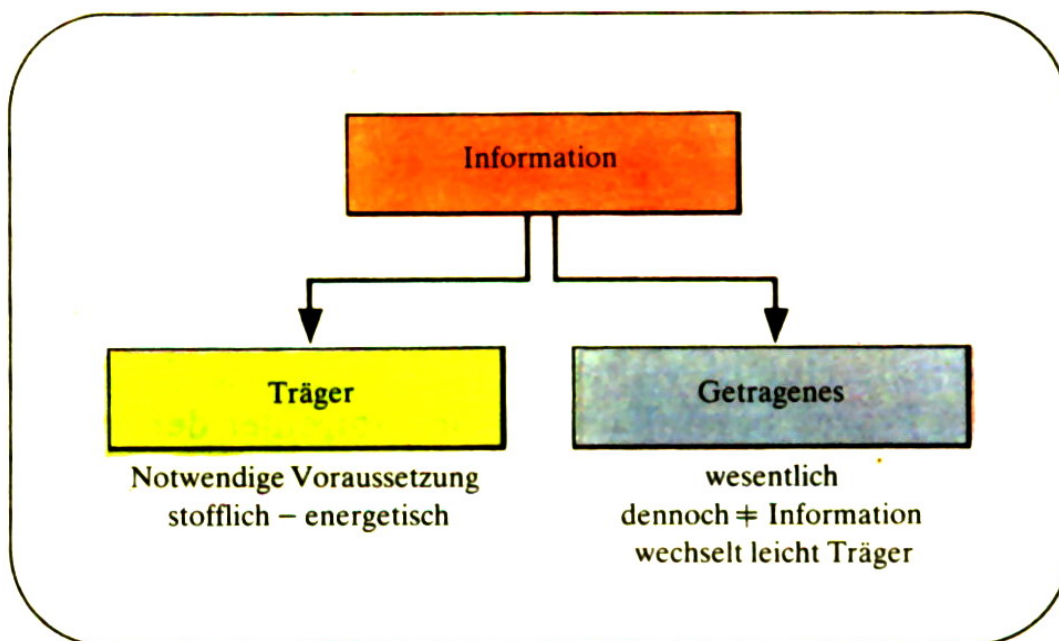 Information
Träger
Notwendige Voraussetzung
stofflich – energetisch
Getragenes
wesentlich
dennoch ≠ Information
wechselt leicht Träger